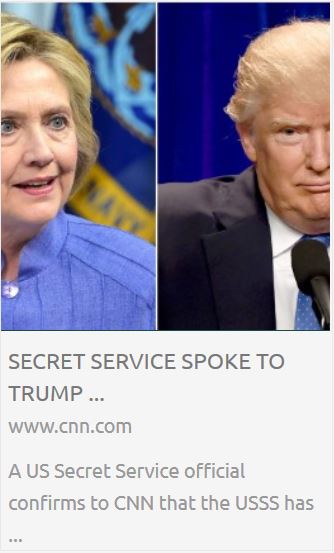 SECRET SERVICE SPOKE TO
TRUMP ...
www.cnn.com
A US Secret Service official
confirms to CNN that the USSS has
...